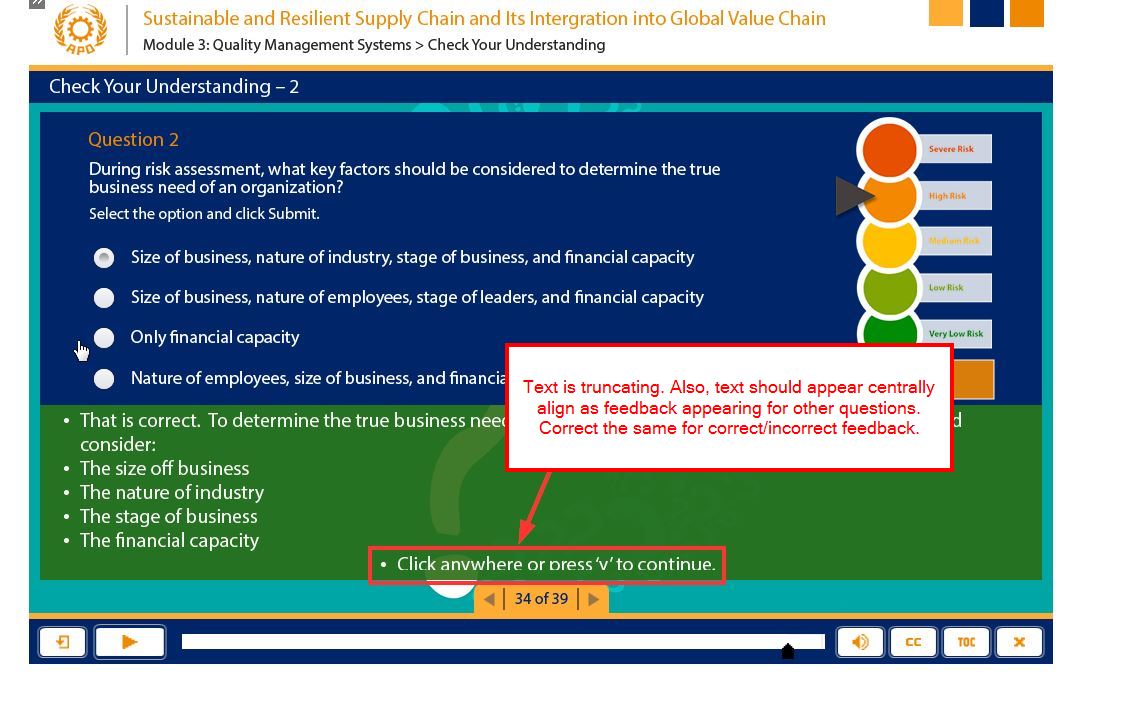 »
APO
Sustainable and Resilient Supply Chain and Its Intergration into Global Value Chain
Module 3: Quality Management Systems > Check Your Understanding
Check Your Understanding – 2
Question 2
During risk assessment, what key factors should be considered to determine the true
business need of an organization?
Select the option and click Submit.
Size of business, nature of industry, stage of business, and financial capacity
Size of business, nature of employees, stage of leaders, and financial capacity
Only financial capacity
Nature of employees, size of business, and financia
Severe Risk
High Risk
Medium Risk
Low Risk
Very Low Risk
Text is truncating. Also, text should appear centrally
align as feedback appearing for other questions.
Correct the same for correct/incorrect feedback.
• That is correct. To determine the true business need
consider:
• The size off business
• The nature of industry
• The stage of business
• The financial capacity
• Click anywhere or press ‘y’ to continue.
34 of 39
CC
TOC